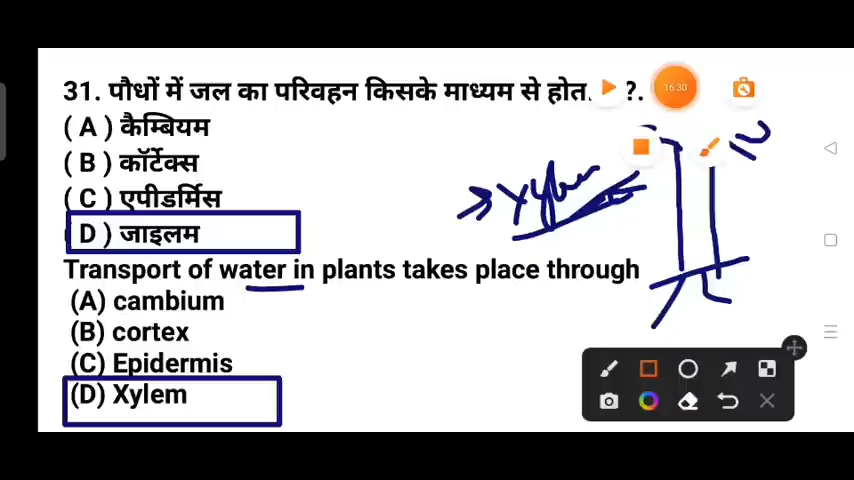 31. पौधों में जल का परिवहन किसके माध्यम से ?.
16:30
( A ) कैम्बियम
( B ) कॉर्टेक्स
( C ) एपीडर्मिस
D ) जाइलम
Xylem
Transport of water in plants takes place through
(A) cambium
(B) cortex
(C) Epidermis
(D) Xylem